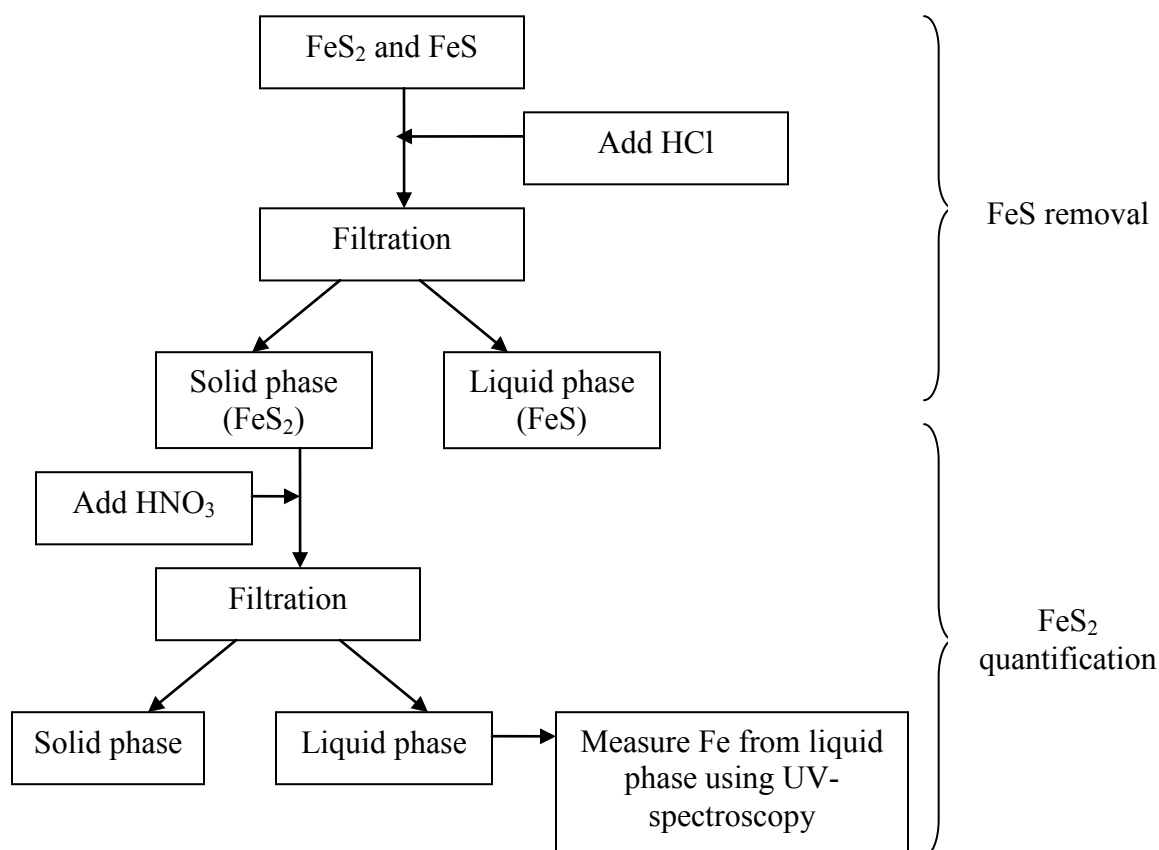 FeS₂ and FeS
Add HCl
FeS removal
Filtration
Solid phase
(FeS₂)
Liquid phase
(FeS)
Add HNO₃
Filtration
FeS₂
quantification
Solid phase
Liquid phase
Measure Fe from liquid
phase using UV-
spectroscopy